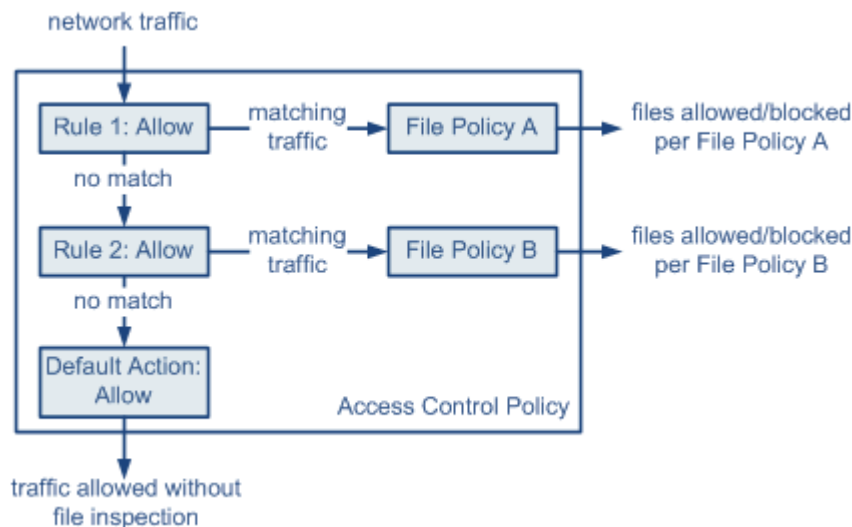 network traffic
Rule 1: Allow
matching
traffic
File Policy A
files allowed/blocked
per File Policy A
no match
Rule 2: Allow
matching
traffic
File Policy B
files allowed/blocked
per File Policy B
no match
Default Action:
Allow
Access Control Policy
traffic allowed without
file inspection